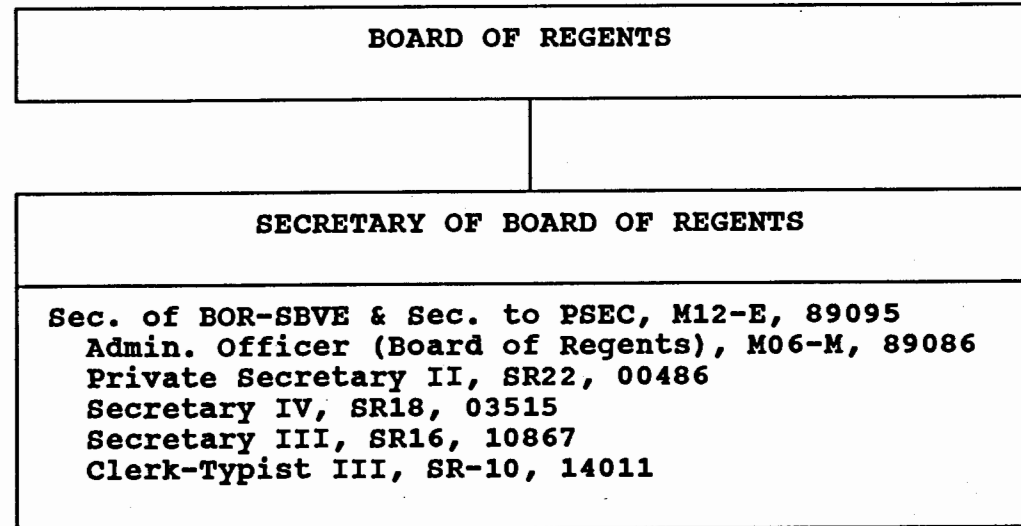 BOARD OF REGENTS
SECRETARY OF BOARD OF REGENTS
Sec. of BOR-SBVE & Sec. to PSEC, M12-E, 89095
Admin. Officer (Board of Regents), M06-M, 89086
Private Secretary II, SR22, 00486
Secretary IV, SR18, 03515
Secretary III, SR16, 10867
Clerk-Typist III, SR-10, 14011